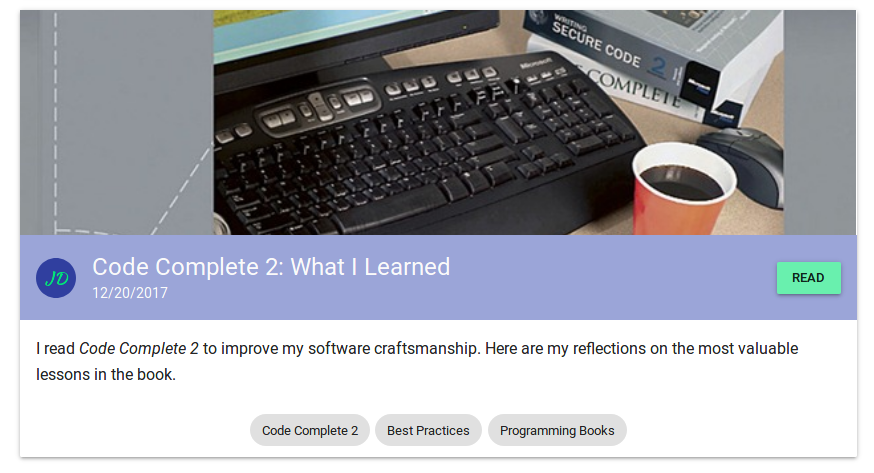 WRITING
SECURE CODE 2
COMPLETE
Microsoft
JD
Code Complete 2: What I Learned
12/20/2017
READ
I read Code Complete 2 to improve my software craftsmanship. Here are my reflections on the most valuable
lessons in the book.
Code Complete 2
Best Practices
Programming Books